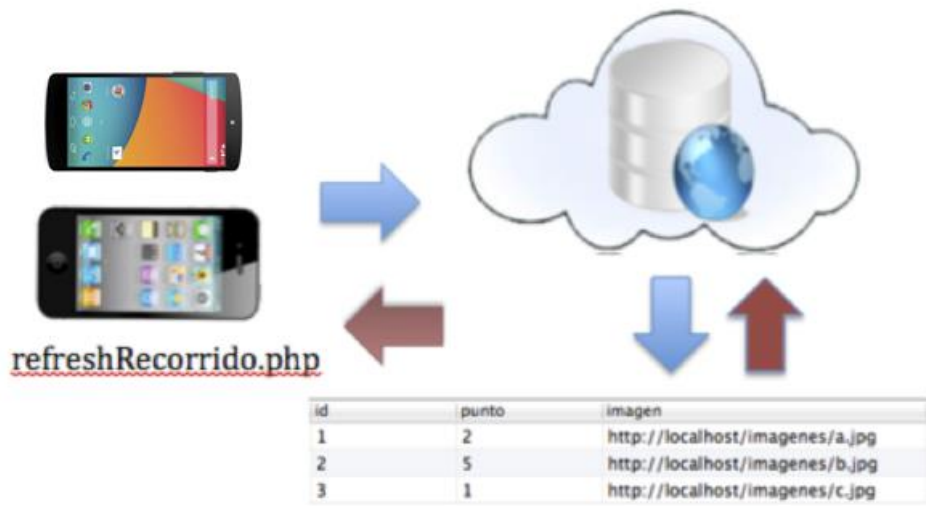 refreshRecorrido.php
id punto imagen
1 2 http://localhost/imagenes/a.jpg
2 5 http://localhost/imagenes/b.jpg
3 1 http://localhost/imagenes/c.jpg